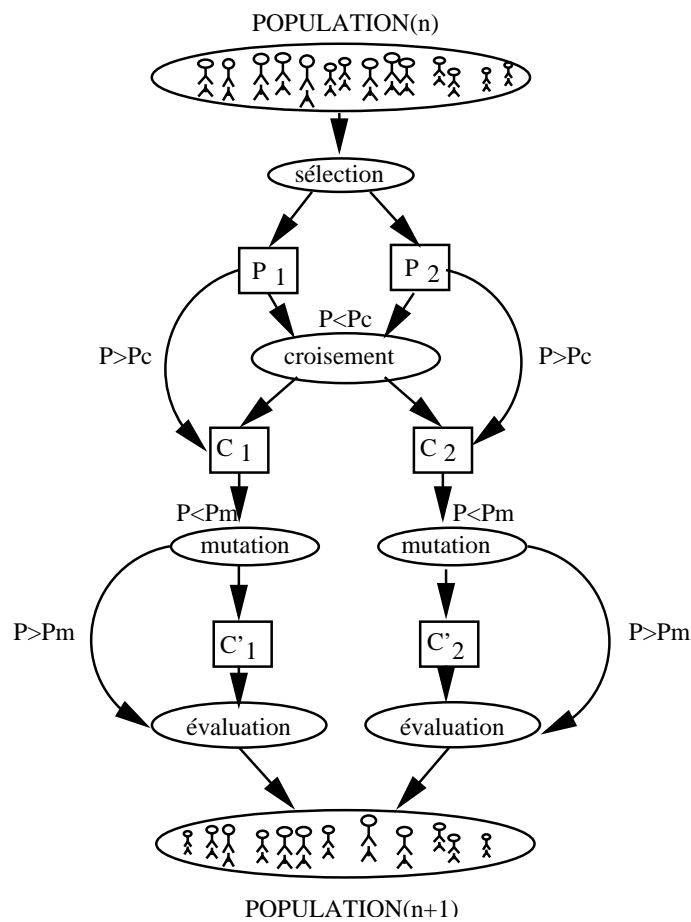 POPULATION(n)
sélection
P 1
P 2
P<Pc
P>Pc
croisement
P>Pc
C 1
C 2
P<Pm
P<Pm
mutation
mutation
P>Pm
C’1
C’2
P>Pm
évaluation
évaluation
POPULATION(n+1)